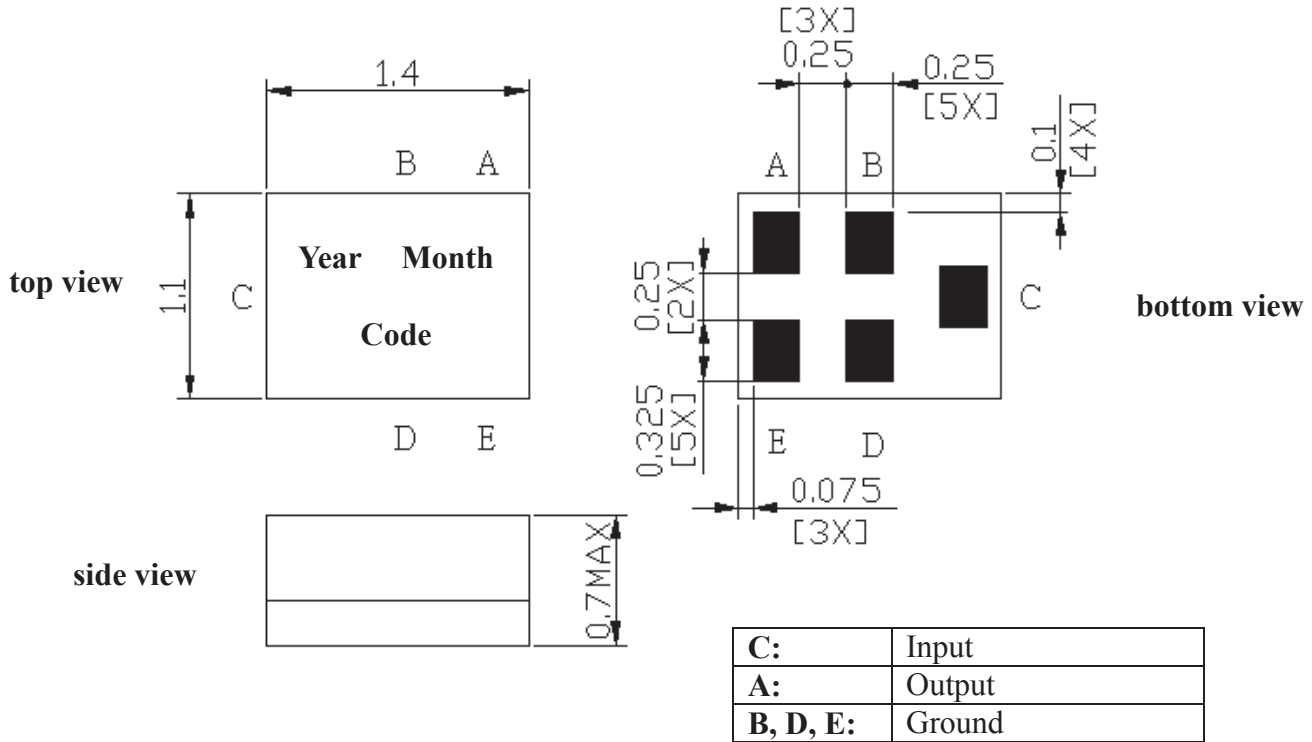 [3X]
0.25
0.25
[5X]
1.4
0.1
[4X]
B A
A B
top view
1.1
C
Year Month
Code
0.25
[2X]
C
bottom view
0.325
[5X]
D E
E D
0.075
[3X]
side view
0.7MAX
C: Input
A: Output
B, D, E: Ground